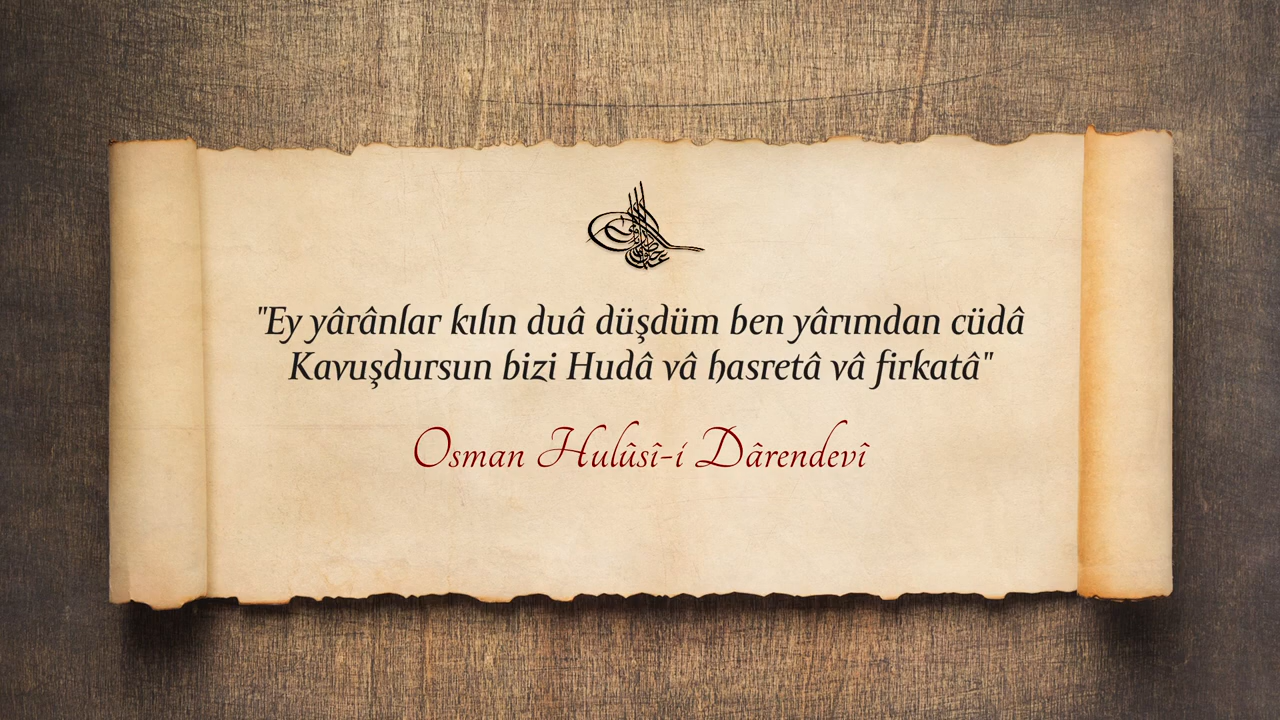 "Ey yârânlar kılın duâ düşdüm ben yârımdan cüdâ
Kavuşdursun bizi Hudâ vâ hasretâ vâ firkatâ"
Osman Hulûsî-i Dârendevî